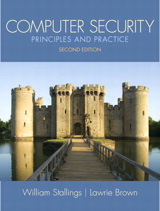 COMPUTER SECURITY
PRINCIPLES AND PRACTICE
SECOND EDITION
William Stallings | Lawrie Brown